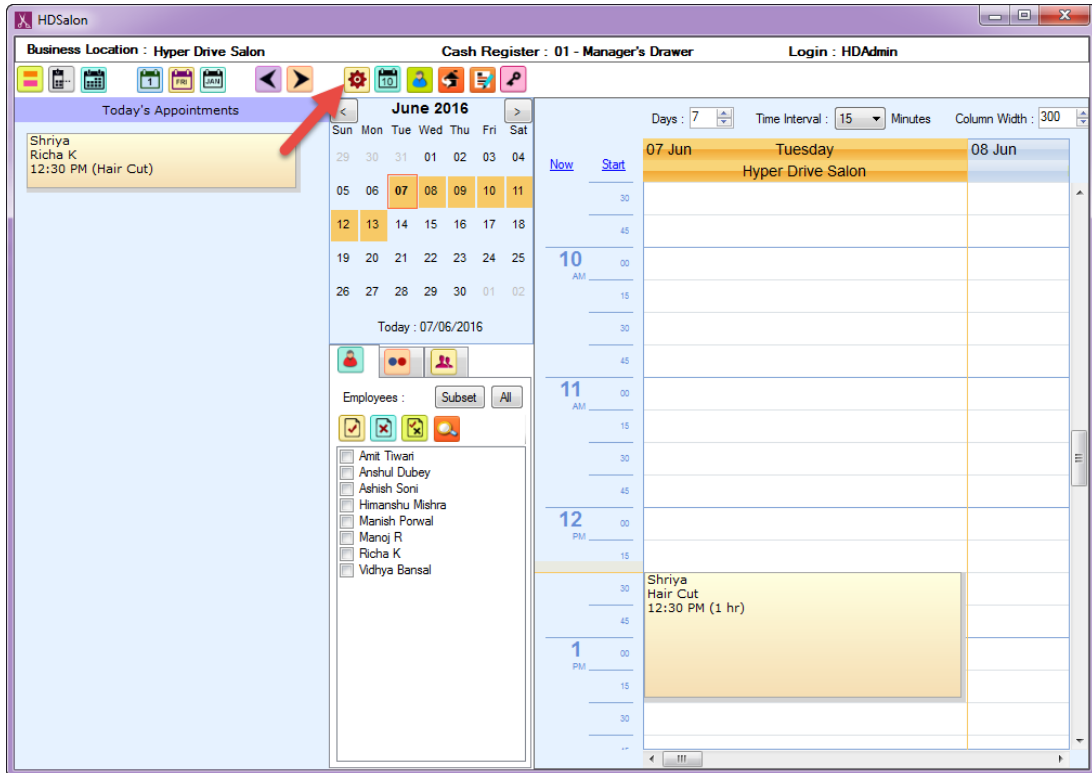 HDSalon
Business Location : Hyper Drive Salon Cash Register : 01 - Manager's Drawer Login : HDAdmin
1 FRI JAN 10
Today's Appointments
Shriya
Richa K
12:30 PM (Hair Cut)
< June 2016 >
Sun Mon Tue Wed Thu Fri Sat
29 30 31 01 02 03 04
05 06 07 08 09 10 11
12 13 14 15 16 17 18
19 20 21 22 23 24 25
26 27 28 29 30 01 02
Today : 07/06/2016
Employees : Subset All
Amit Tiwari
Anshul Dubey
Ashish Soni
Himanshu Mishra
Manish Porwal
Manoj R
Richa K
Vidhya Bansal
Days : 7 Time Interval : 15 Minutes Column Width : 300
07 Jun Tuesday 08 Jun
Now Start
Hyper Drive Salon
30
45
10 00
AM
15
30
45
11 00
AM
15
30
45
12 00
PM
15
30
45
1 00
PM
15
30
Shriya
Hair Cut
12:30 PM (1 hr)